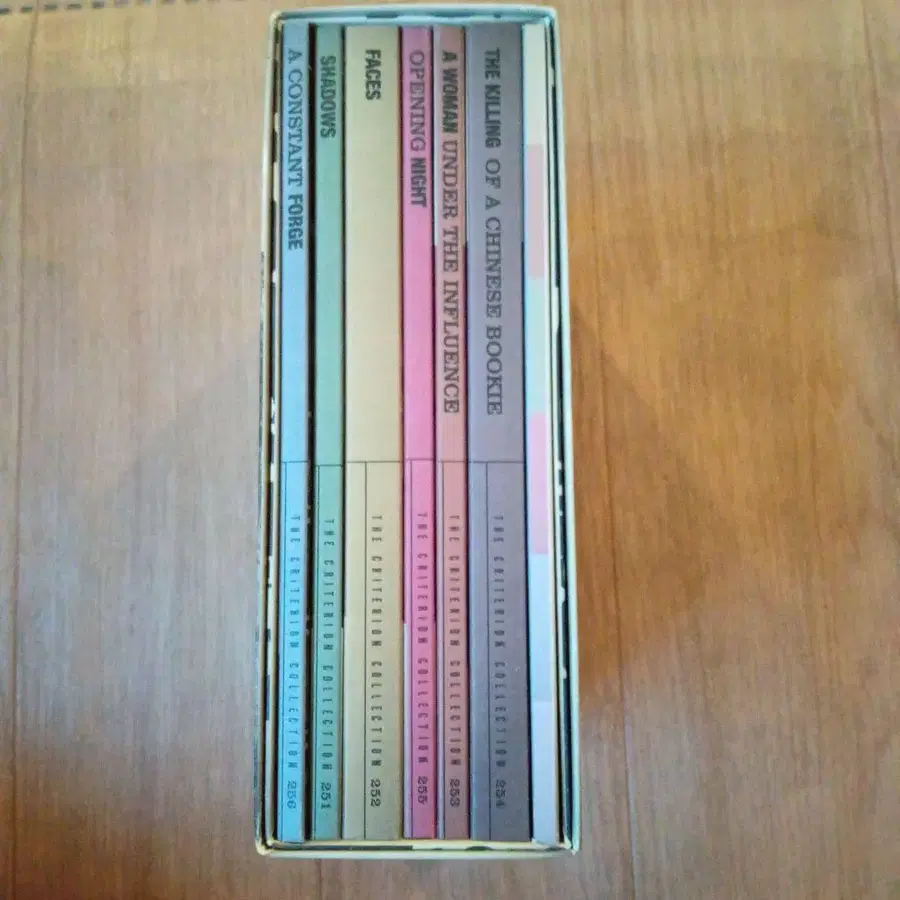 A CONSTANT FORGE
THE CRITERION COLLECTION 256
SHADOWS
THE CRITERION COLLECTION 251
FACES
THE CRITERION COLLECTION 252
OPENING NIGHT
THE CRITERION COLLECTION 255
A WOMAN UNDER THE INFLUENCE
THE CRITERION COLLECTION 253
THE KILLING OF A CHINESE BOOKIE
THE CRITERION COLLECTION 254